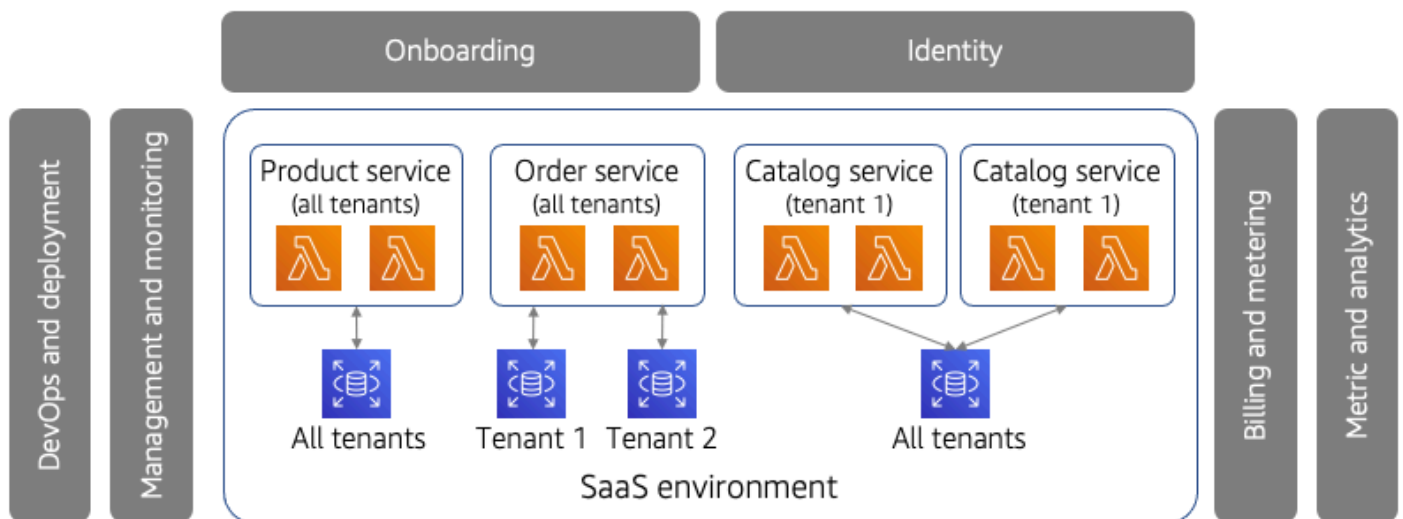 Onboarding
Identity
DevOps and deployment
Management and monitoring
Product service
(all tenants)
Order service
(all tenants)
Catalog service
(tenant 1)
Catalog service
(tenant 1)
All tenants
Tenant 1
Tenant 2
All tenants
SaaS environment
Billing and metering
Metric and analytics